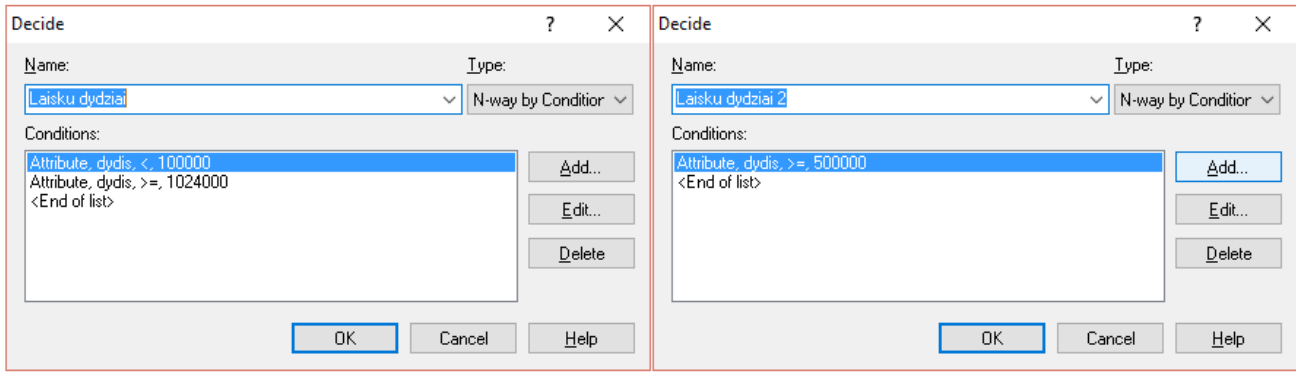 Decide ?
Name: Type:
Laisku dydziai N-way by Condition
Conditions:
Attribute, dydis, <, 100000
Attribute, dydis, >=, 1024000
<End of list>
Add...
Edit...
Delete
OK Cancel Help
Decide ?
Name: Type:
Laisku dydziai 2 N-way by Condition
Conditions:
Attribute, dydis, >=, 500000
<End of list>
Add...
Edit...
Delete
OK Cancel Help